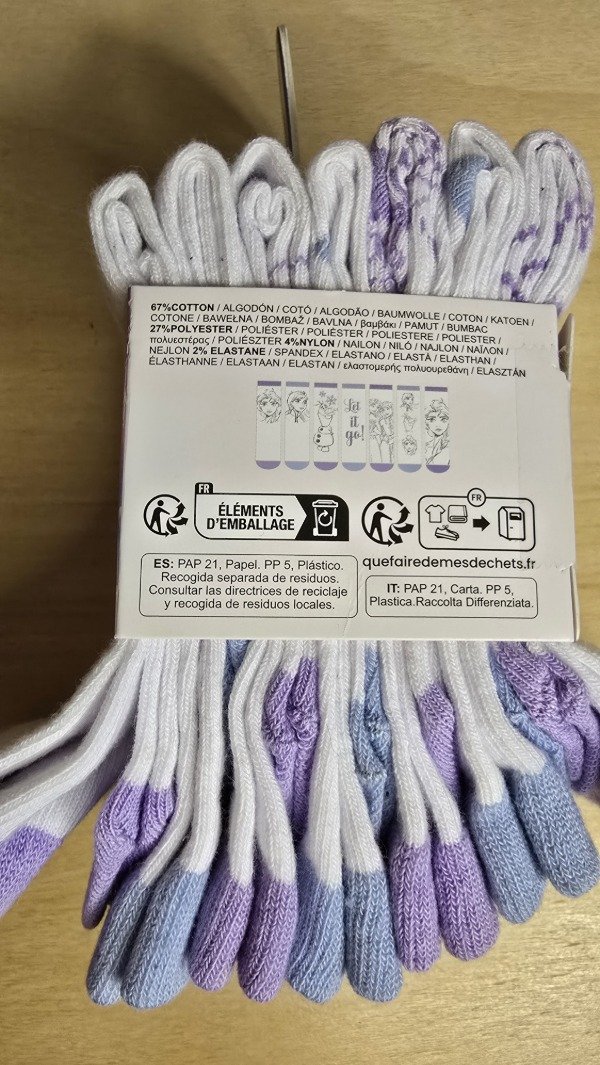 67%COTTON / ALGODÓN / COTÓ / ALGODÃO / BAUMWOLLE / COTON / KATOEN /
COTONE / BAWEŁNA / BOMBAŽ / BAVLNA / βαμβάκι / PAMUT / BUMBAC
27%POLYESTER / POLIÉSTER / POLIÈSTER / POLIESTERE / POLIESTER /
πολυεστέρας / POLIÉSZTER 4%NYLON / NAILON / NILÓ / NAJLON / NAÍΛON /
NEJLON 2% ELASTANE / SPANDEX / ELASTANO / ELASTÀ / ELASTHAN /
ÉLASTHANNE / ELASTAAN / ELASTAN / ελαστομερής πολυουρεθάνη / ELASZTÁN
Let
it
go!
FR
ÉLÉMENTS
D'EMBALLAGE
FR
quefairedemesdechets.fr
ES: PAP 21, Papel. PP 5, Plástico.
Recogida separada de residuos.
Consultar las directrices de reciclaje
y recogida de residuos locales.
IT: PAP 21, Carta. PP 5,
Plastica.Raccolta Differenziata.